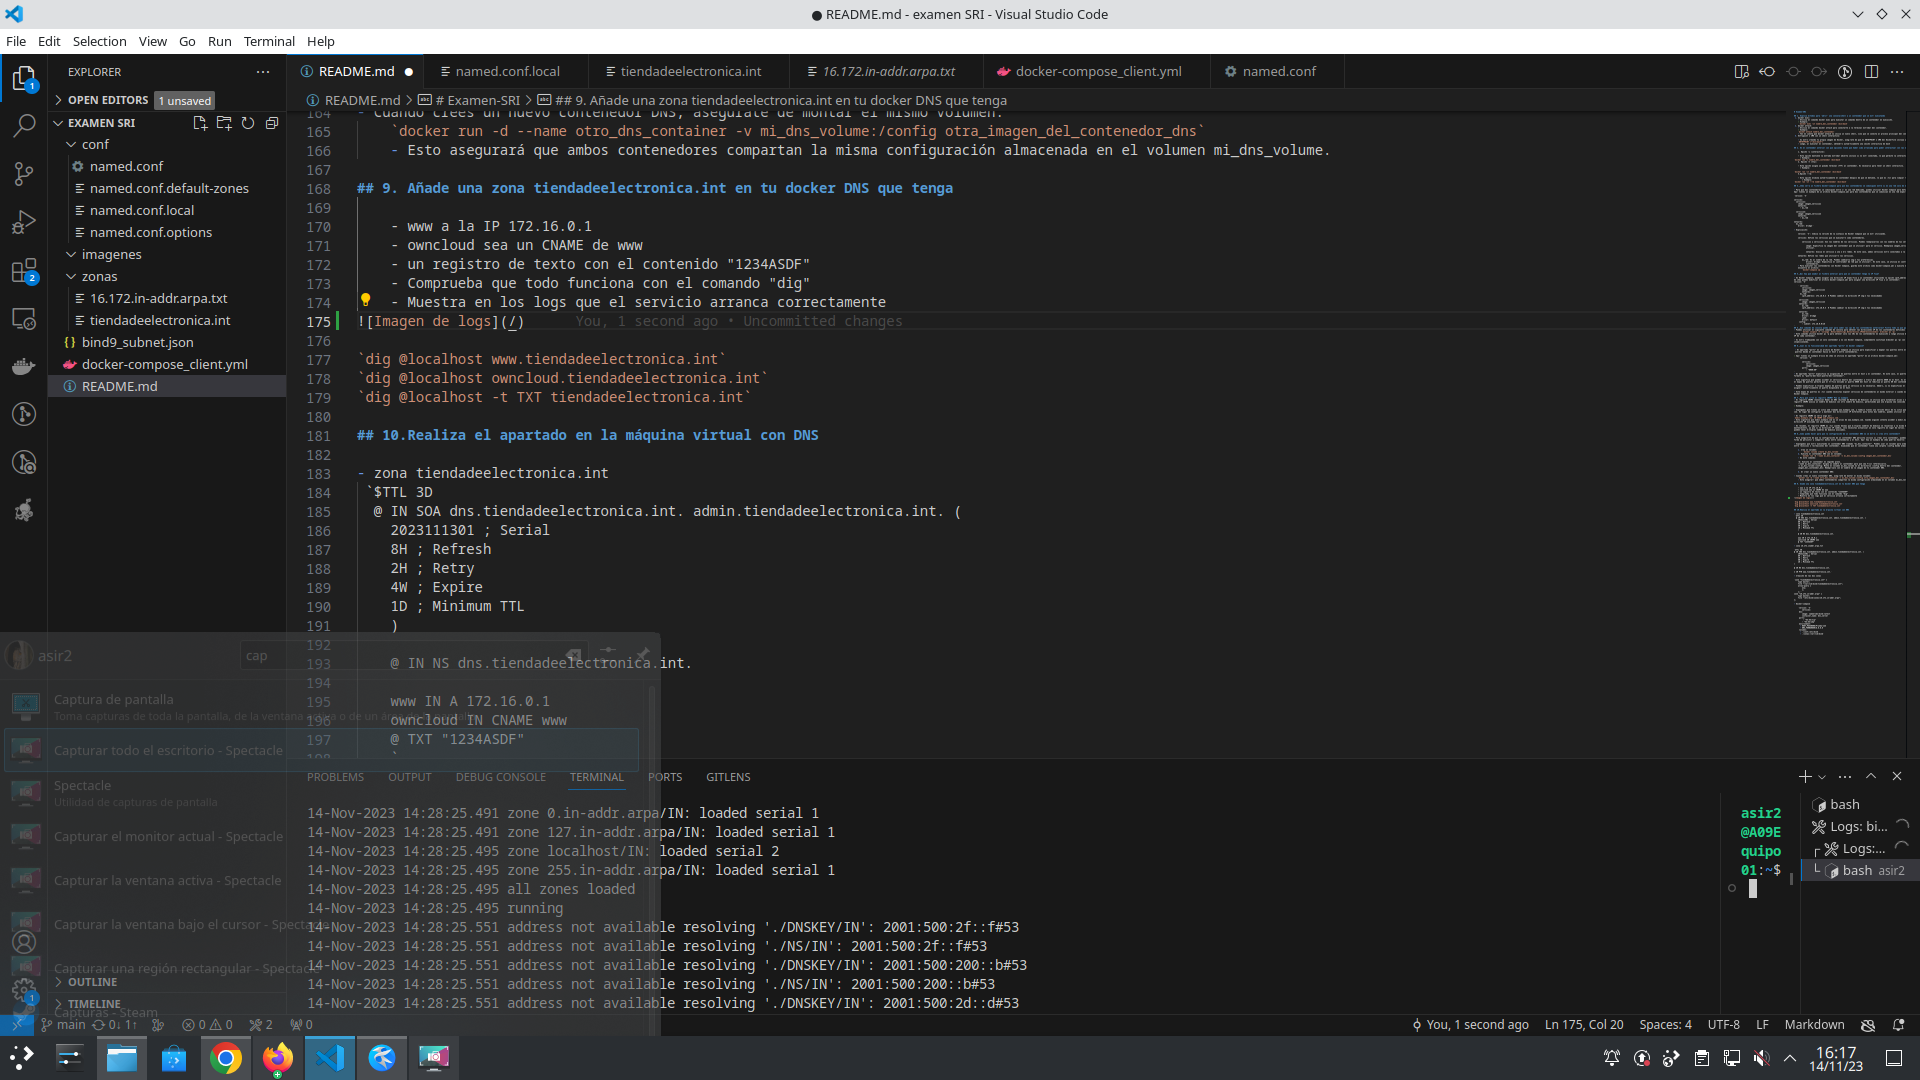 README.md - examen SRI - Visual Studio Code
File Edit Selection View Go Run Terminal Help
EXPLORER
OPEN EDITORS 1 unsaved
EXAMEN SRI
conf
named.conf
named.conf.default-zones
named.conf.local
named.conf.options
imagenes
zonas
16.172.in-addr.arpa.txt
tiendadeelectronica.int
bind9_subnet.json
docker-compose_client.yml
README.md
README.md named.conf.local tiendadeelectronica.int 16.172.in-addr.arpa.txt docker-compose_client.yml named.conf
README.md > # Examen-SRI > ## 9. Añade una zona tiendadeelectronica.int en tu docker DNS que tenga
164 - Cuando crees un nuevo contenedor DNS, asegúrate de montar el mismo volumen:
165 `docker run -d --name otro_dns_container -v mi_dns_volume:/config otra_imagen_del_contenedor_dns`
166 - Esto asegurará que ambos contenedores compartan la misma configuración almacenada en el volumen mi_dns_volume.
167
168 ## 9. Añade una zona tiendadeelectronica.int en tu docker DNS que tenga
169
170 - www a la IP 172.16.0.1
171 - owncloud sea un CNAME de www
172 - un registro de texto con el contenido "1234ASDF"
173 - Comprueba que todo funciona con el comando "dig"
174 - Muestra en los logs que el servicio arranca correctamente
175 ![Imagen de logs](/) You, 1 second ago • Uncommitted changes
176
177 `dig @localhost www.tiendadeelectronica.int`
178 `dig @localhost owncloud.tiendadeelectronica.int`
179 `dig @localhost -t TXT tiendadeelectronica.int`
180
181 ## 10.Realiza el apartado en la máquina virtual con DNS
182
183 - zona tiendadeelectronica.int
184 `$TTL 3D
185 @ IN SOA dns.tiendadeelectronica.int. admin.tiendadeelectronica.int. (
186 2023111301 ; Serial
187 8H ; Refresh
188 2H ; Retry
189 4W ; Expire
190 1D ; Minimum TTL
191 )
192
193 @ IN NS dns.tiendadeelectronica.int.
194
195 www IN A 172.16.0.1
196 owncloud IN CNAME www
197 @ TXT "1234ASDF"
198 `
asir2 cap
Captura de pantalla
Toma capturas de toda la pantalla, de la ventana
Capturar todo el escritorio - Spectacle
Spectacle
Utilidad de capturas de pantalla
Capturar el monitor actual - Spectacle
Capturar la ventana activa - Spectacle
Capturar la ventana bajo el cursor - Spectacle
Capturar una región rectangular - Spectacle
Capturas - Steam
OUTLINE
TIMELINE
PROBLEMS OUTPUT DEBUG CONSOLE TERMINAL PORTS GITLENS
14-Nov-2023 14:28:25.491 zone 0.in-addr.arpa/IN: loaded serial 1
14-Nov-2023 14:28:25.491 zone 127.in-addr.arpa/IN: loaded serial 1
14-Nov-2023 14:28:25.495 zone localhost/IN: loaded serial 2
14-Nov-2023 14:28:25.495 zone 255.in-addr.arpa/IN: loaded serial 1
14-Nov-2023 14:28:25.495 all zones loaded
14-Nov-2023 14:28:25.495 running
14-Nov-2023 14:28:25.551 address not available resolving './DNSKEY/IN': 2001:500:2f::f#53
14-Nov-2023 14:28:25.551 address not available resolving './NS/IN': 2001:500:2f::f#53
14-Nov-2023 14:28:25.551 address not available resolving './DNSKEY/IN': 2001:500:200::b#53
14-Nov-2023 14:28:25.551 address not available resolving './NS/IN': 2001:500:200::b#53
14-Nov-2023 14:28:25.551 address not available resolving './DNSKEY/IN': 2001:500:2d::d#53
asir2
@A09E
quipo
01:~$
bash
Logs: bi...
Logs:...
bash asir2
main 0↓ 1↑ 0 0 2 0
You, 1 second ago Ln 175, Col 20 Spaces: 4 UTF-8 LF Markdown
16:17
14/11/23